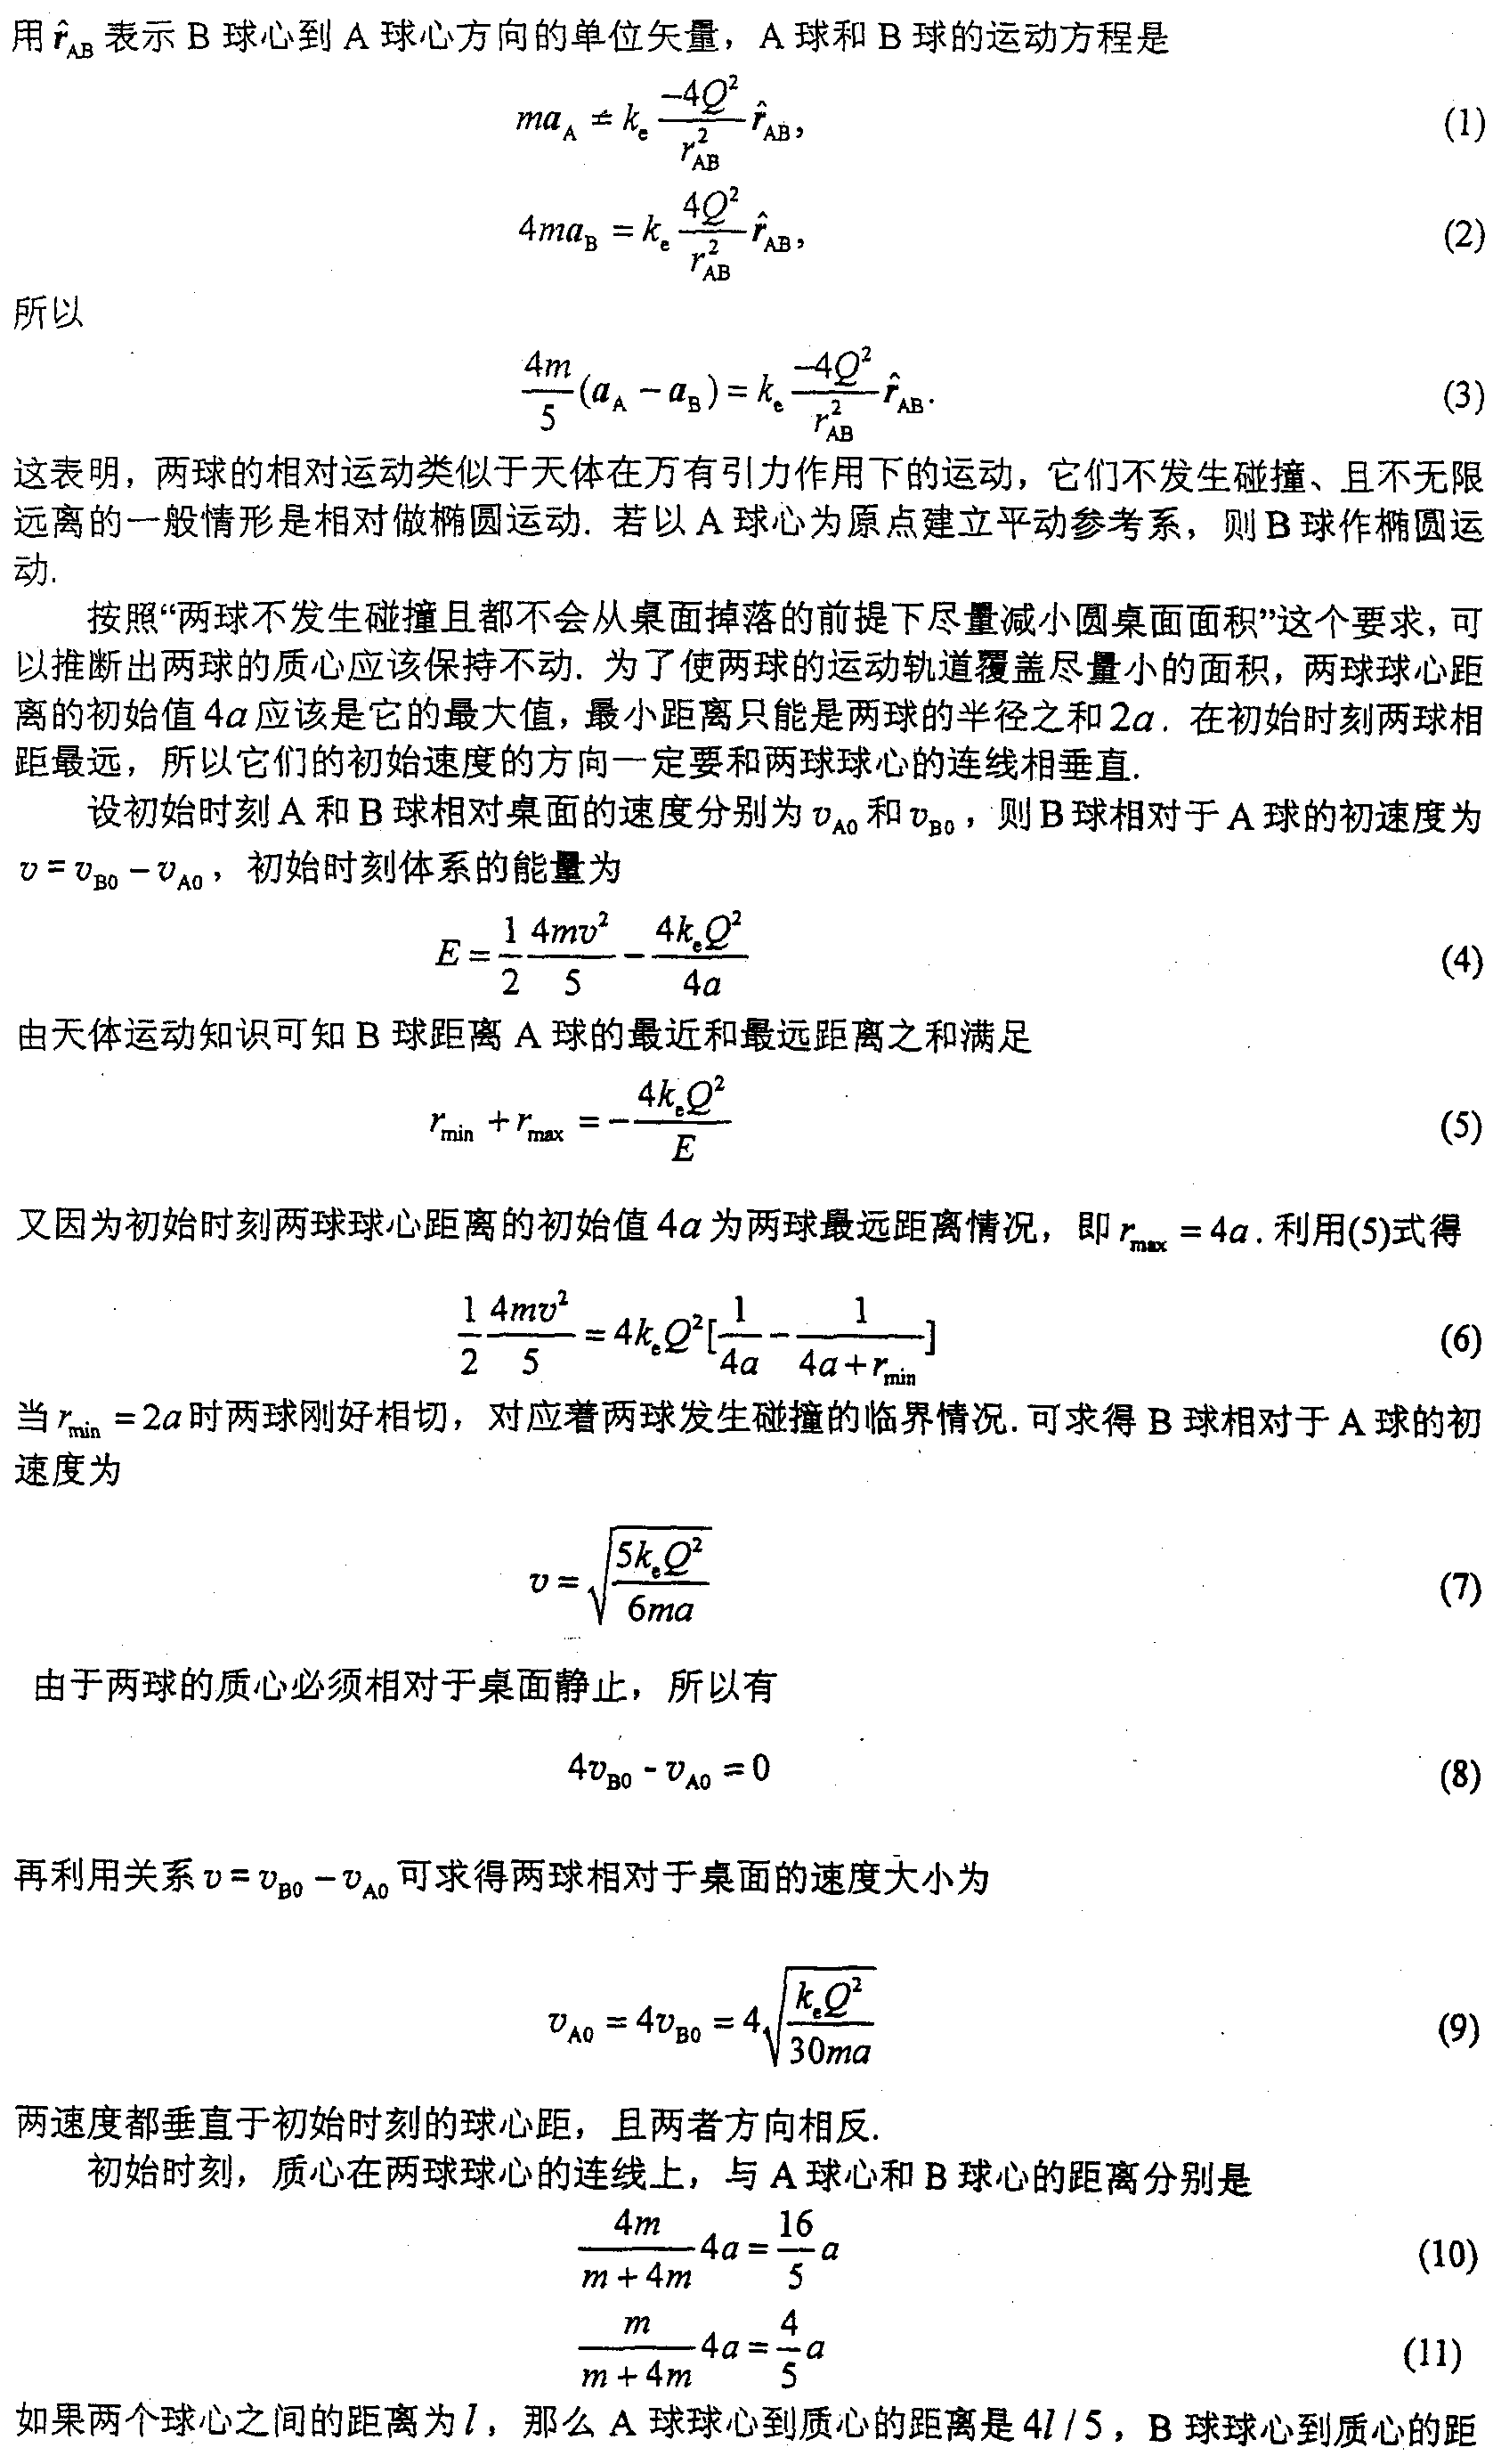 用 r̂_AB 表示 B 球心到 A 球心方向的单位矢量，A 球和 B 球的运动方程是
ma_A = k_e (−4Q²/r²_AB) r̂_AB, (1)
4ma_B = k_e (4Q²/r²_AB) r̂_AB, (2)
所以
(4m/5)(a_A − a_B) = k_e (−4Q²/r²_AB) r̂_AB. (3)
这表明，两球的相对运动类似于天体在万有引力作用下的运动，它们不发生碰撞、且不无限
远离的一般情形是相对做椭圆运动. 若以 A 球心为原点建立平动参考系，则 B 球作椭圆运
动.
按照“两球不发生碰撞且都不会从桌面掉落的前提下尽量减小圆桌面面积”这个要求，可
以推断出两球的质心应该保持不动. 为了使两球的运动轨道覆盖尽量小的面积，两球球心距
离的初始值 4a 应该是它的最大值，最小距离只能是两球的半径之和 2a. 在初始时刻两球相
距最远，所以它们的初始速度的方向一定要和两球球心的连线相垂直.
设初始时刻 A 和 B 球相对桌面的速度分别为 v_A0 和 v_B0，则 B 球相对于 A 球的初速度为
v = v_B0 − v_A0，初始时刻体系的能量为
E = (1/2)(4mv²/5) − 4k_eQ²/4a (4)
由天体运动知识可知 B 球距离 A 球的最近和最远距离之和满足
r_min + r_max = −4k_eQ²/E (5)
又因为初始时刻两球球心距离的初始值 4a 为两球最远距离情况，即 r_max = 4a. 利用(5)式得
(1/2)(4mv²/5) = 4k_eQ²[1/4a − 1/(4a + r_min)] (6)
当 r_min = 2a 时两球刚好相切，对应着两球发生碰撞的临界情况. 可求得 B 球相对于 A 球的初
速度为
v = √(5k_eQ²/6ma) (7)
由于两球的质心必须相对于桌面静止，所以有
4v_B0 - v_A0 = 0 (8)
再利用关系 v = v_B0 − v_A0 可求得两球相对于桌面的速度大小为
v_A0 = 4v_B0 = 4√(k_eQ²/30ma) (9)
两速度都垂直于初始时刻的球心距，且两者方向相反.
初始时刻，质心在两球球心的连线上，与 A 球心和 B 球心的距离分别是
(4m/(m + 4m)) 4a = (16/5)a (10)
(m/(m + 4m)) 4a = (4/5)a (11)
如果两个球心之间的距离为 l，那么 A 球球心到质心的距离是 4l / 5，B 球球心到质心的距